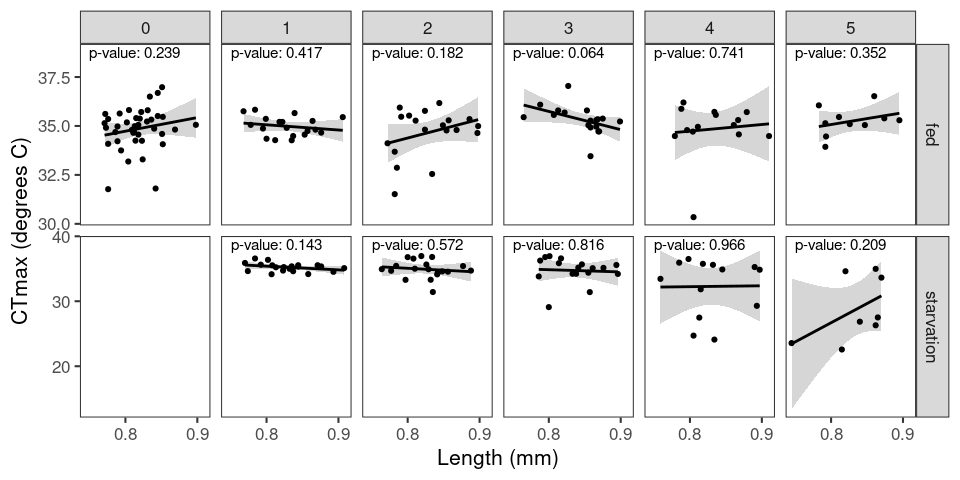 0 1 2 3 4 5
p-value: 0.239 p-value: 0.417 p-value: 0.182 p-value: 0.064 p-value: 0.741 p-value: 0.352
37.5
35.0
32.5
30.0
fed
CTmax (degrees C)
40
p-value: 0.143 p-value: 0.572 p-value: 0.816 p-value: 0.966 p-value: 0.209
30
20
starvation
0.8 0.9 0.8 0.9 0.8 0.9 0.8 0.9 0.8 0.9 0.8 0.9
Length (mm)